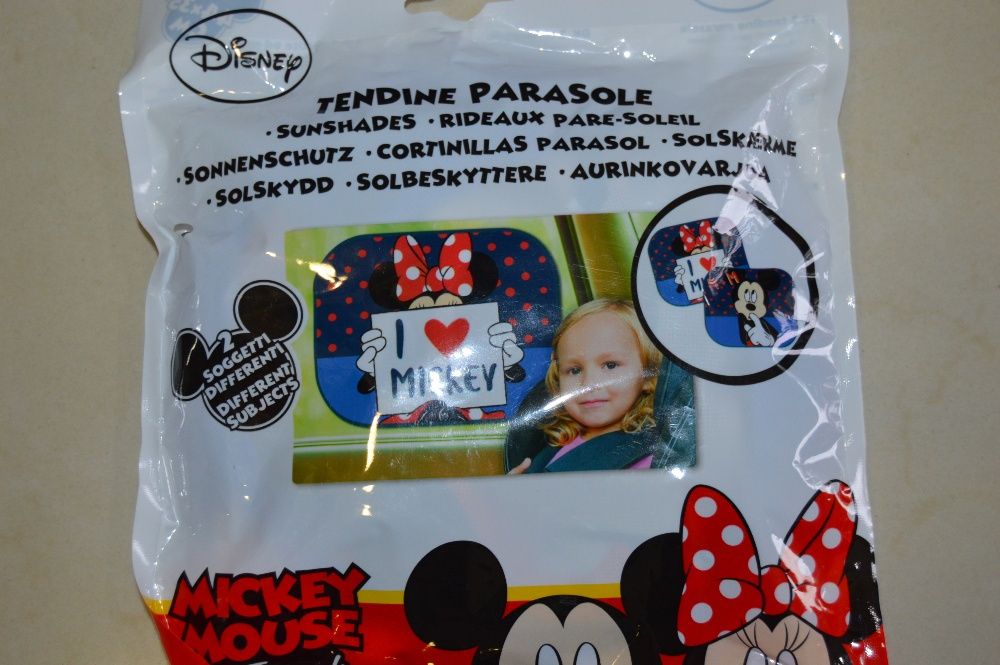 Disney
TENDINE PARASOLE
• SUNSHADES • RIDEAUX PARE-SOLEIL
• SONNENSCHUTZ • CORTINILLAS PARASOL • SOLSKÆRME
• SOLSKYDD • SOLBESKYTTERE • AURINKOVARJOA
I ♥
MICKEY
I ♥
2
SOGGETTI
DIFFERENTI
DIFFERENT
SUBJECTS
MICKEY
MOUSE